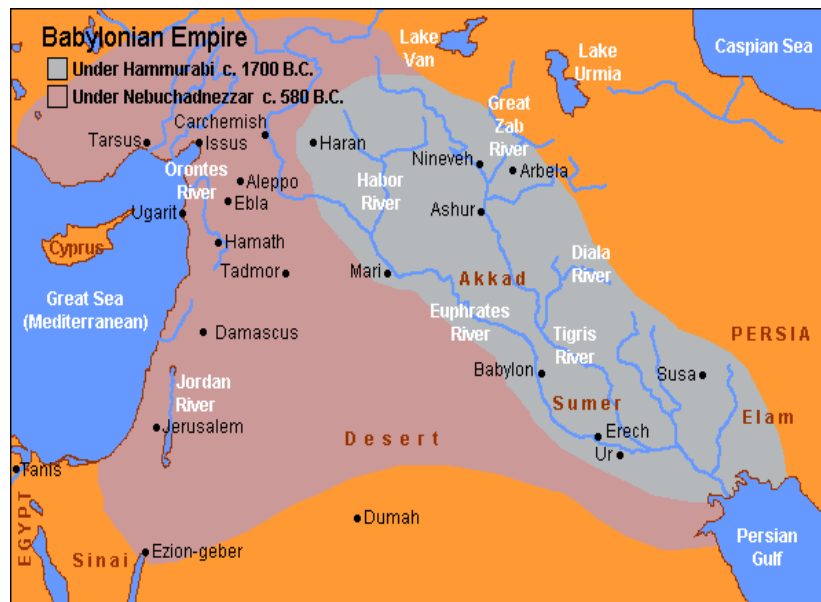 Babylonian Empire
Under Hammurabi c. 1700 B.C.
Under Nebuchadnezzar c. 580 B.C.
Lake
Van
Lake
Urmia
Caspian Sea
Great
Zab
River
Carchemish
Tarsus
Issus
Haran
Nineveh
Arbela
Orontes
River
Aleppo
Habor
River
Ebla
Ugarit
Ashur
Cyprus
Hamath
Tadmor
Mari
Akkad
Diala
River
Great Sea
(Mediterranean)
Euphrates
River
Damascus
Tigris
River
PERSIA
Babylon
Susa
Jordan
River
Sumer
Elam
Jerusalem
Desert
Erech
Ur
Tanis
EGYPT
Dumah
Sinai
Ezion-geber
Persian
Gulf